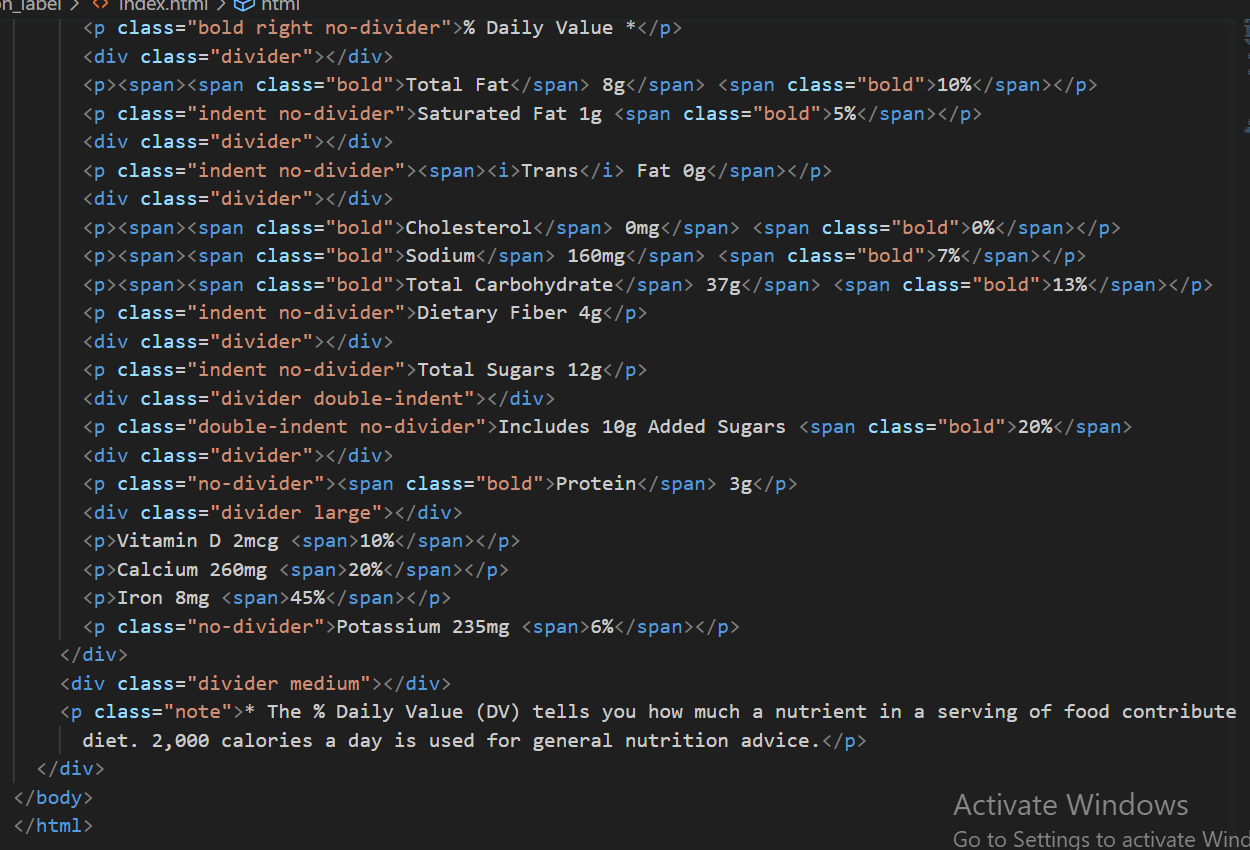 n_label > <> index.html > html
<p class="bold right no-divider">% Daily Value *</p>
<div class="divider"></div>
<p><span><span class="bold">Total Fat</span> 8g</span> <span class="bold">10%</span></p>
<p class="indent no-divider">Saturated Fat 1g <span class="bold">5%</span></p>
<div class="divider"></div>
<p class="indent no-divider"><span><i>Trans</i> Fat 0g</span></p>
<div class="divider"></div>
<p><span><span class="bold">Cholesterol</span> 0mg</span> <span class="bold">0%</span></p>
<p><span><span class="bold">Sodium</span> 160mg</span> <span class="bold">7%</span></p>
<p><span><span class="bold">Total Carbohydrate</span> 37g</span> <span class="bold">13%</span></p>
<p class="indent no-divider">Dietary Fiber 4g</p>
<div class="divider"></div>
<p class="indent no-divider">Total Sugars 12g</p>
<div class="divider double-indent"></div>
<p class="double-indent no-divider">Includes 10g Added Sugars <span class="bold">20%</span>
<div class="divider"></div>
<p class="no-divider"><span class="bold">Protein</span> 3g</p>
<div class="divider large"></div>
<p>Vitamin D 2mcg <span>10%</span></p>
<p>Calcium 260mg <span>20%</span></p>
<p>Iron 8mg <span>45%</span></p>
<p class="no-divider">Potassium 235mg <span>6%</span></p>
</div>
<div class="divider medium"></div>
<p class="note">* The % Daily Value (DV) tells you how much a nutrient in a serving of food contribute
diet. 2,000 calories a day is used for general nutrition advice.</p>
</div>
</body>
</html>
Activate Windows
Go to Settings to activate Wind